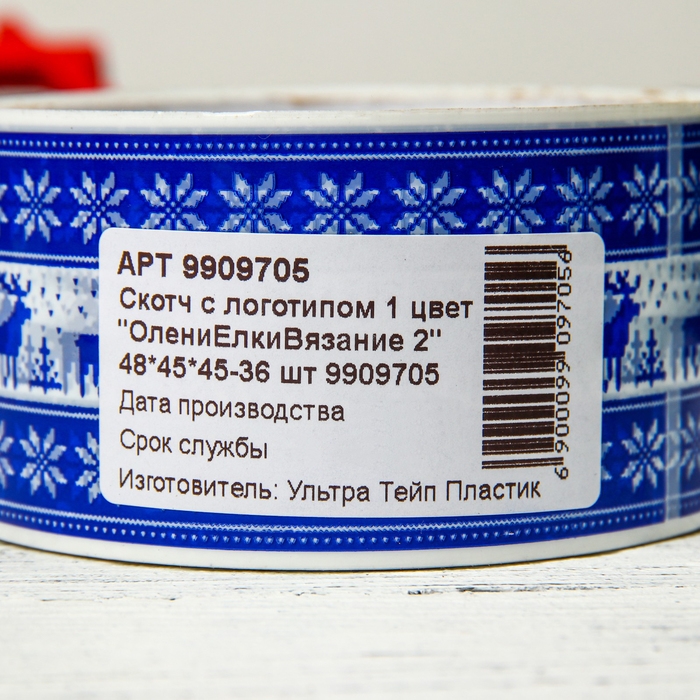 АРТ 9909705
Скотч с логотипом 1 цвет
"ОлениЕлкиВязание 2"
48*45*45-36 шт 9909705
Дата производства
Срок службы
Изготовитель: Ультра Тейп Пластик
6900099097056